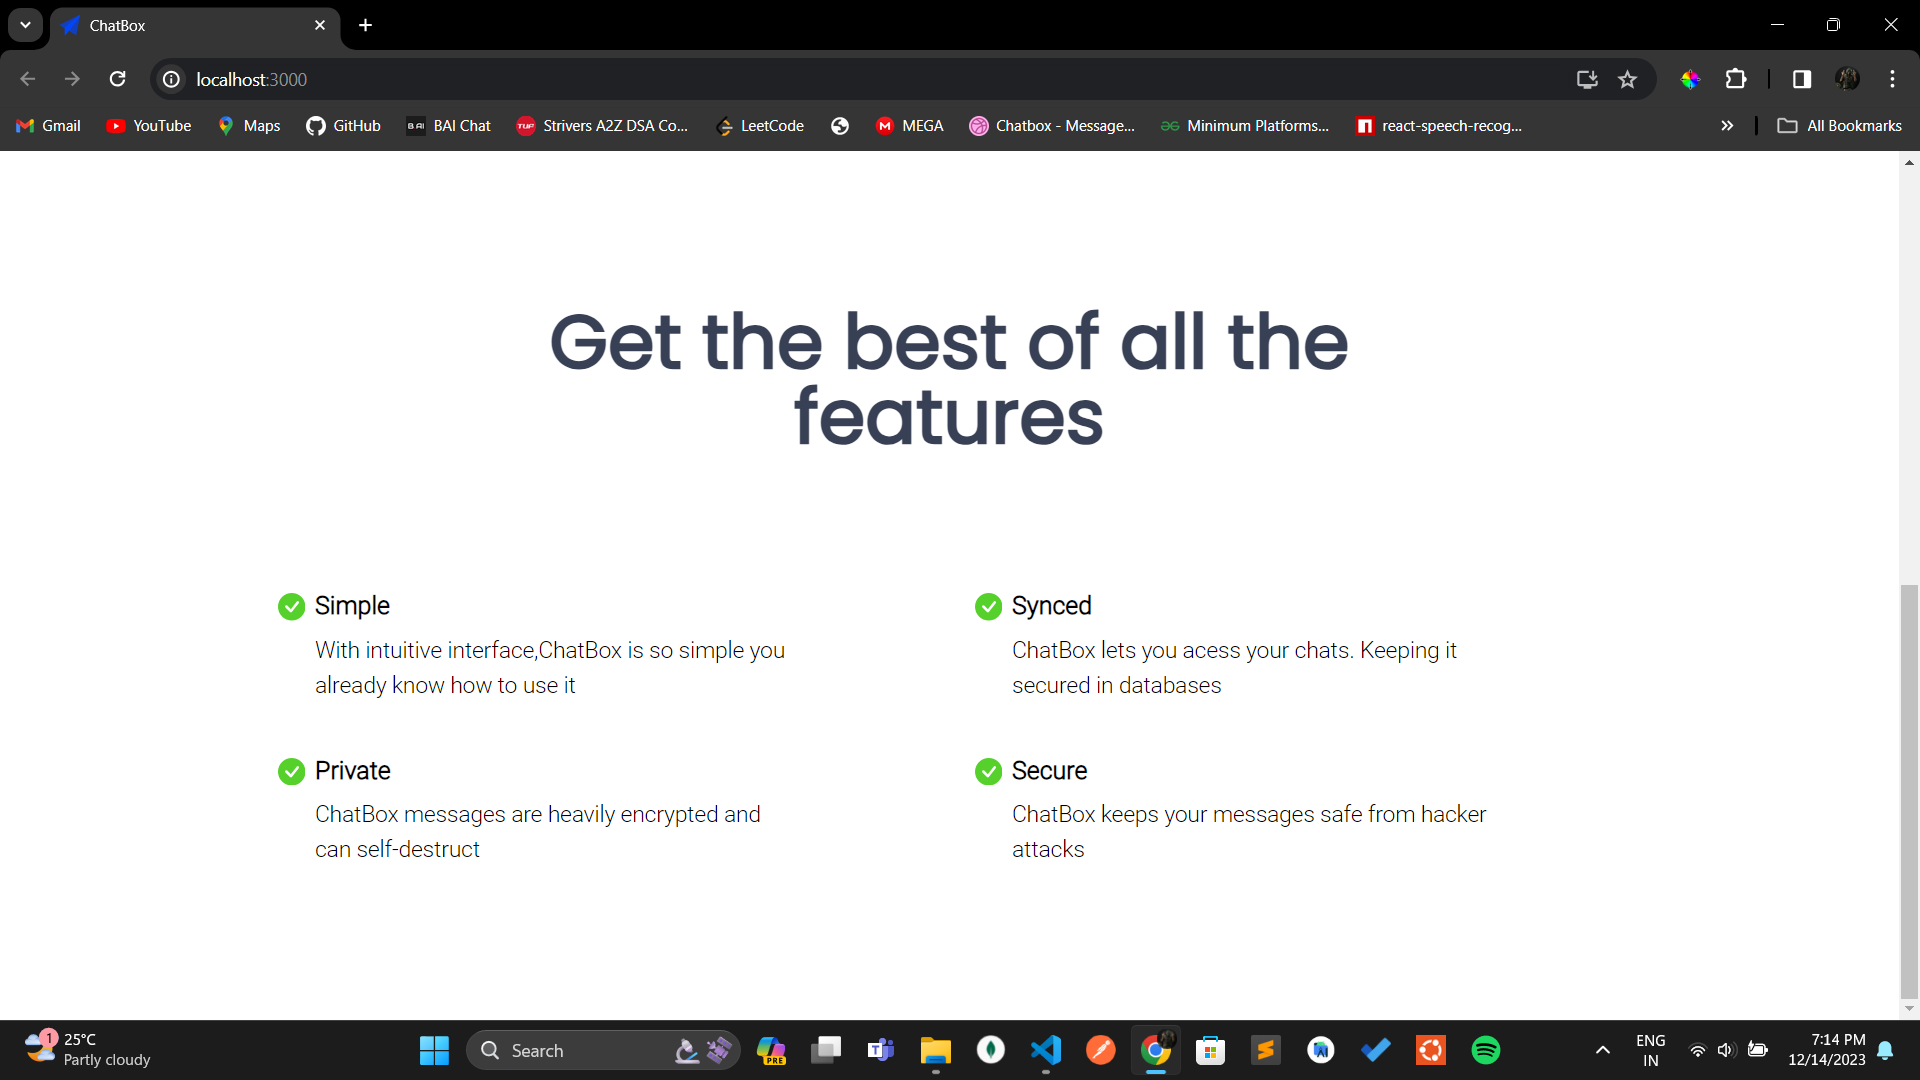 ChatBox
localhost:3000
Gmail
YouTube
Maps
GitHub
BAI
BAI Chat
TUF
Strivers A2Z DSA Co...
LeetCode
MEGA
Chatbox - Message...
Minimum Platforms...
react-speech-recog...
All Bookmarks
Get the best of all the
features
Simple
With intuitive interface,ChatBox is so simple you
already know how to use it
Synced
ChatBox lets you acess your chats. Keeping it
secured in databases
Private
ChatBox messages are heavily encrypted and
can self-destruct
Secure
ChatBox keeps your messages safe from hacker
attacks
1
25°C
Partly cloudy
Search
PRE
ENG
IN
7:14 PM
12/14/2023